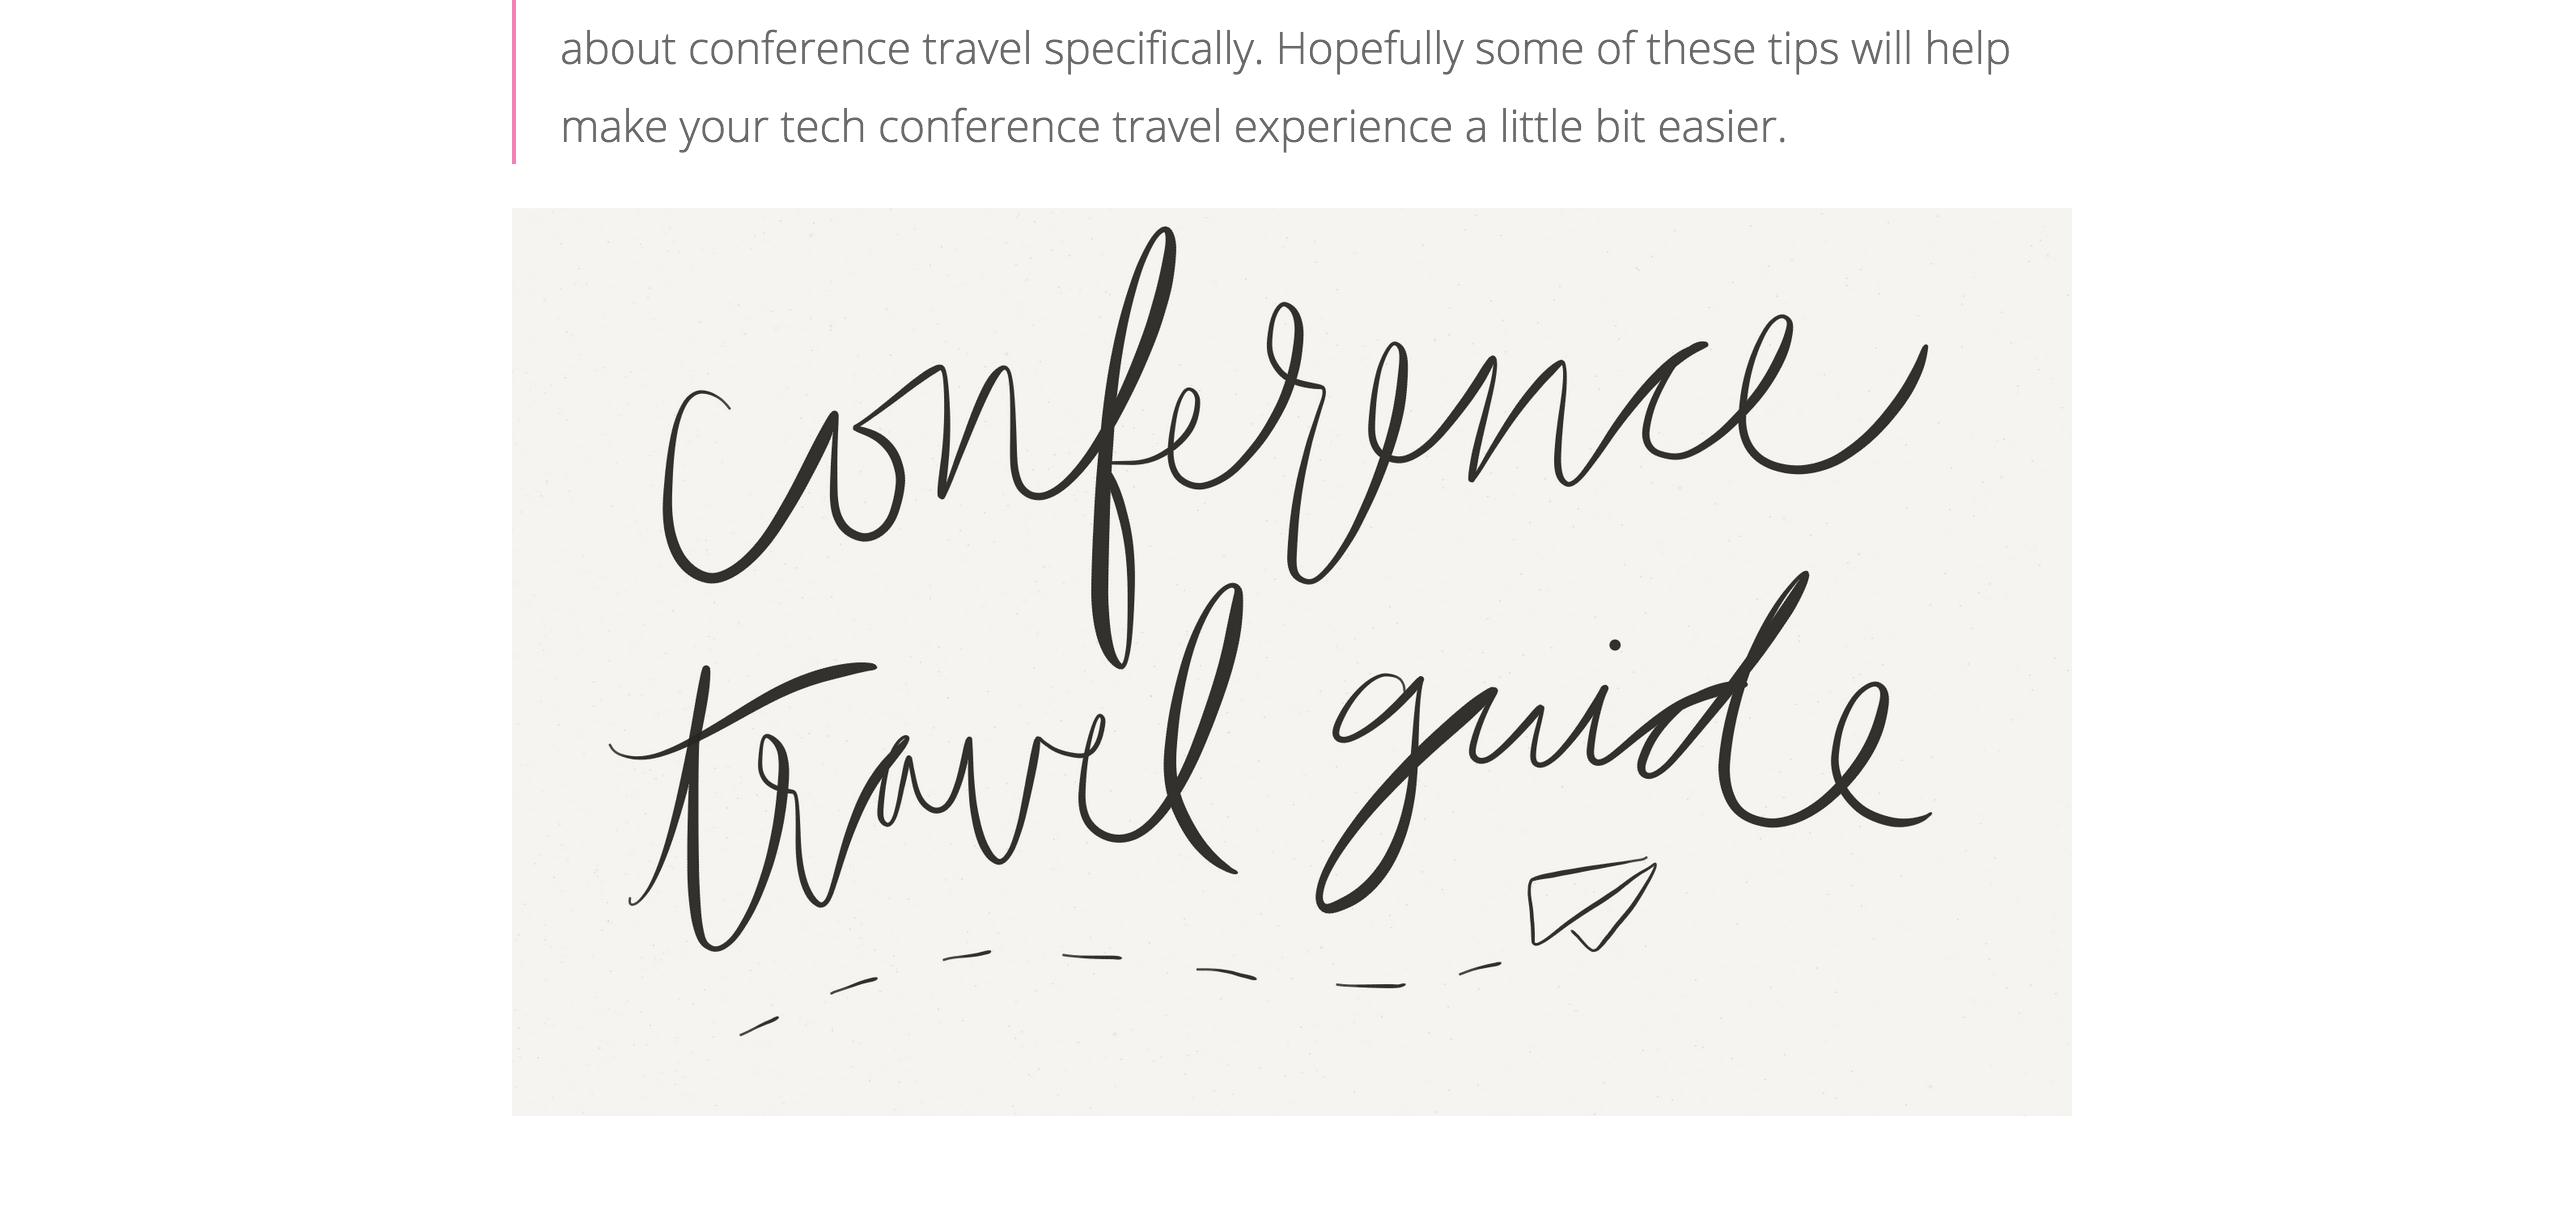 about conference travel specifically. Hopefully some of these tips will help
make your tech conference travel experience a little bit easier.
conference
travel guide